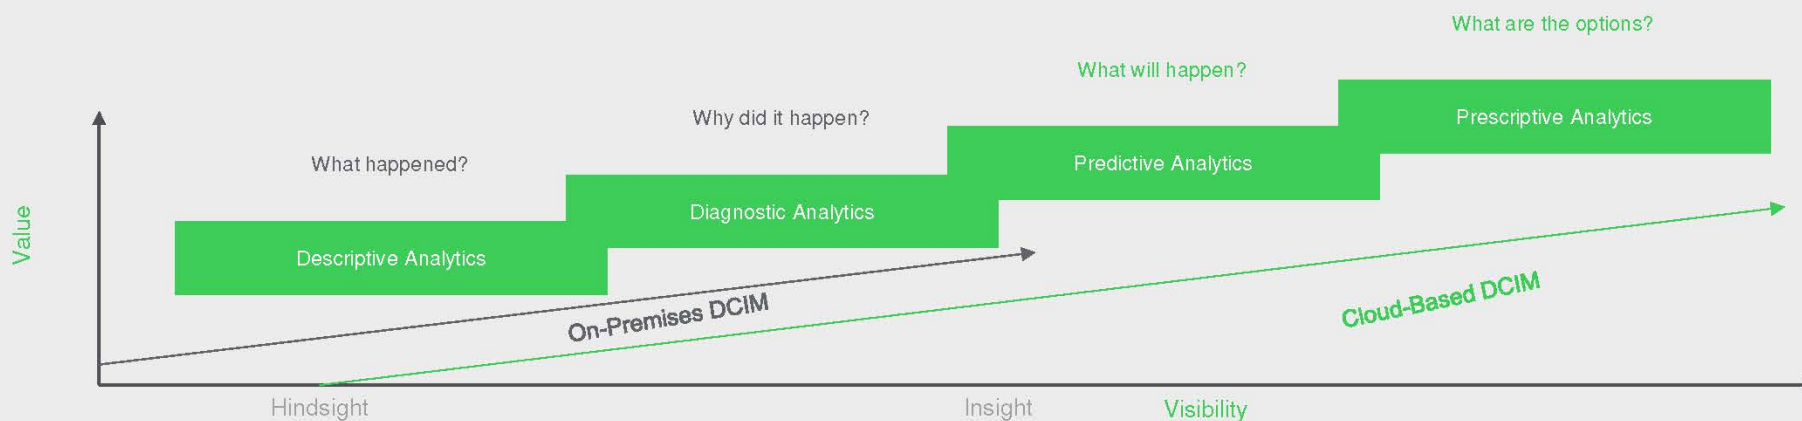 What are the options?
What will happen?
Why did it happen?
What happened?
Prescriptive Analytics
Predictive Analytics
Diagnostic Analytics
Descriptive Analytics
Value
On-Premises DCIM
Cloud-Based DCIM
Hindsight
Insight
Visibility